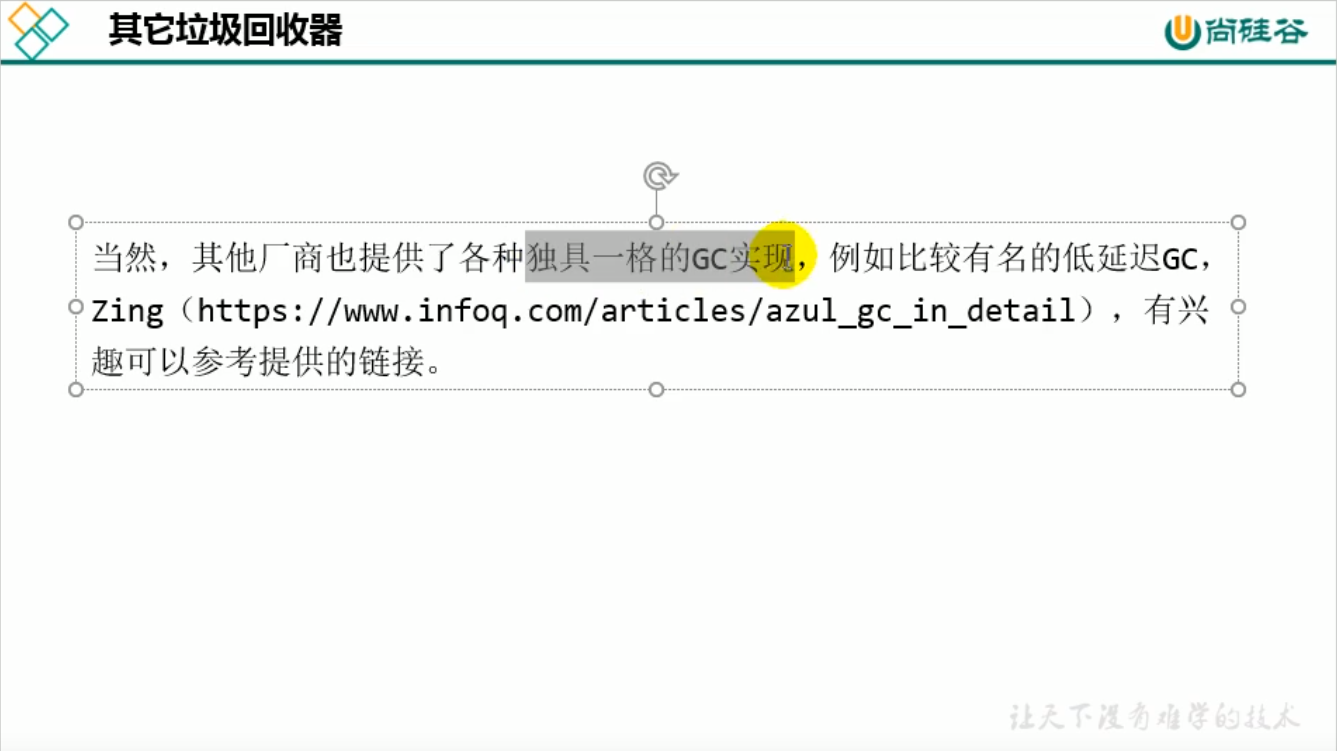 其它垃圾回收器
尚硅谷
当然，其他厂商也提供了各种独具一格的GC实现，例如比较有名的低延迟GC，
Zing（https://www.infoq.com/articles/azul_gc_in_detail），有兴
趣可以参考提供的链接。
让天下没有难学的技术